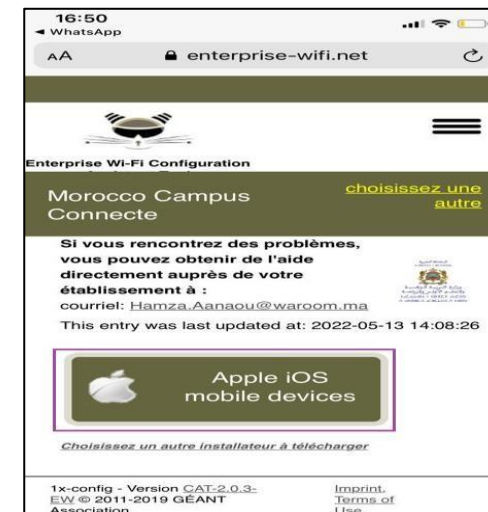 16:50
◄ WhatsApp
AA enterprise-wifi.net
Enterprise Wi-Fi Configuration
Morocco Campus
Connecte
choisissez une
autre
Si vous rencontrez des problèmes,
vous pouvez obtenir de l'aide
directement auprès de votre
établissement à :
courriel: Hamza.Aanaou@waroom.ma
This entry was last updated at: 2022-05-13 14:08:26
Apple iOS
mobile devices
Choisissez un autre installateur à télécharger
1x-config - Version CAT-2.0.3-
EW © 2011-2019 GÉANT
Association
Imprint,
Terms of
Use